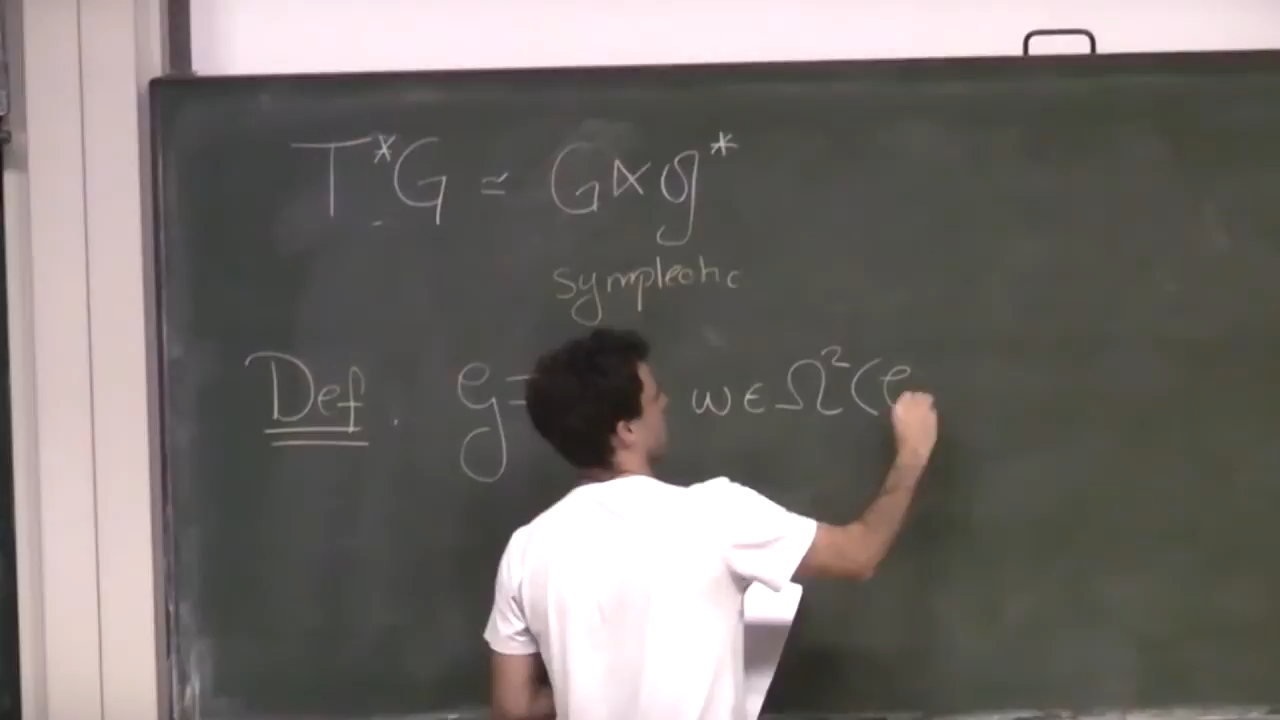 T*G ≃ G⋉𝔤*
symplectic
Def. 𝒢⇉ ω∈Ω²(